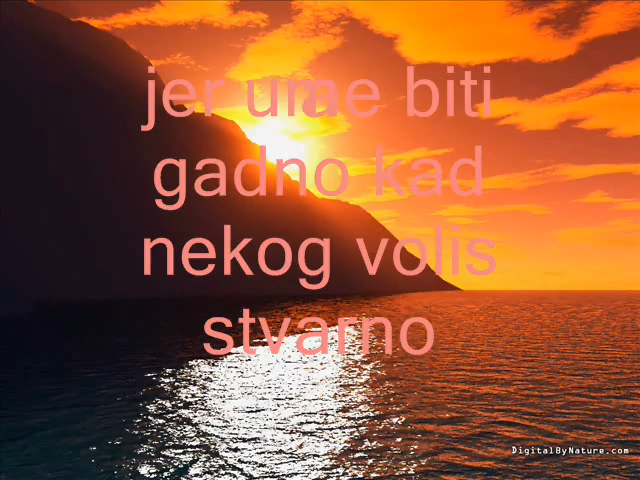 jer ume biti
gadno kad
nekog volis
stvarno
DigitalByNature.com